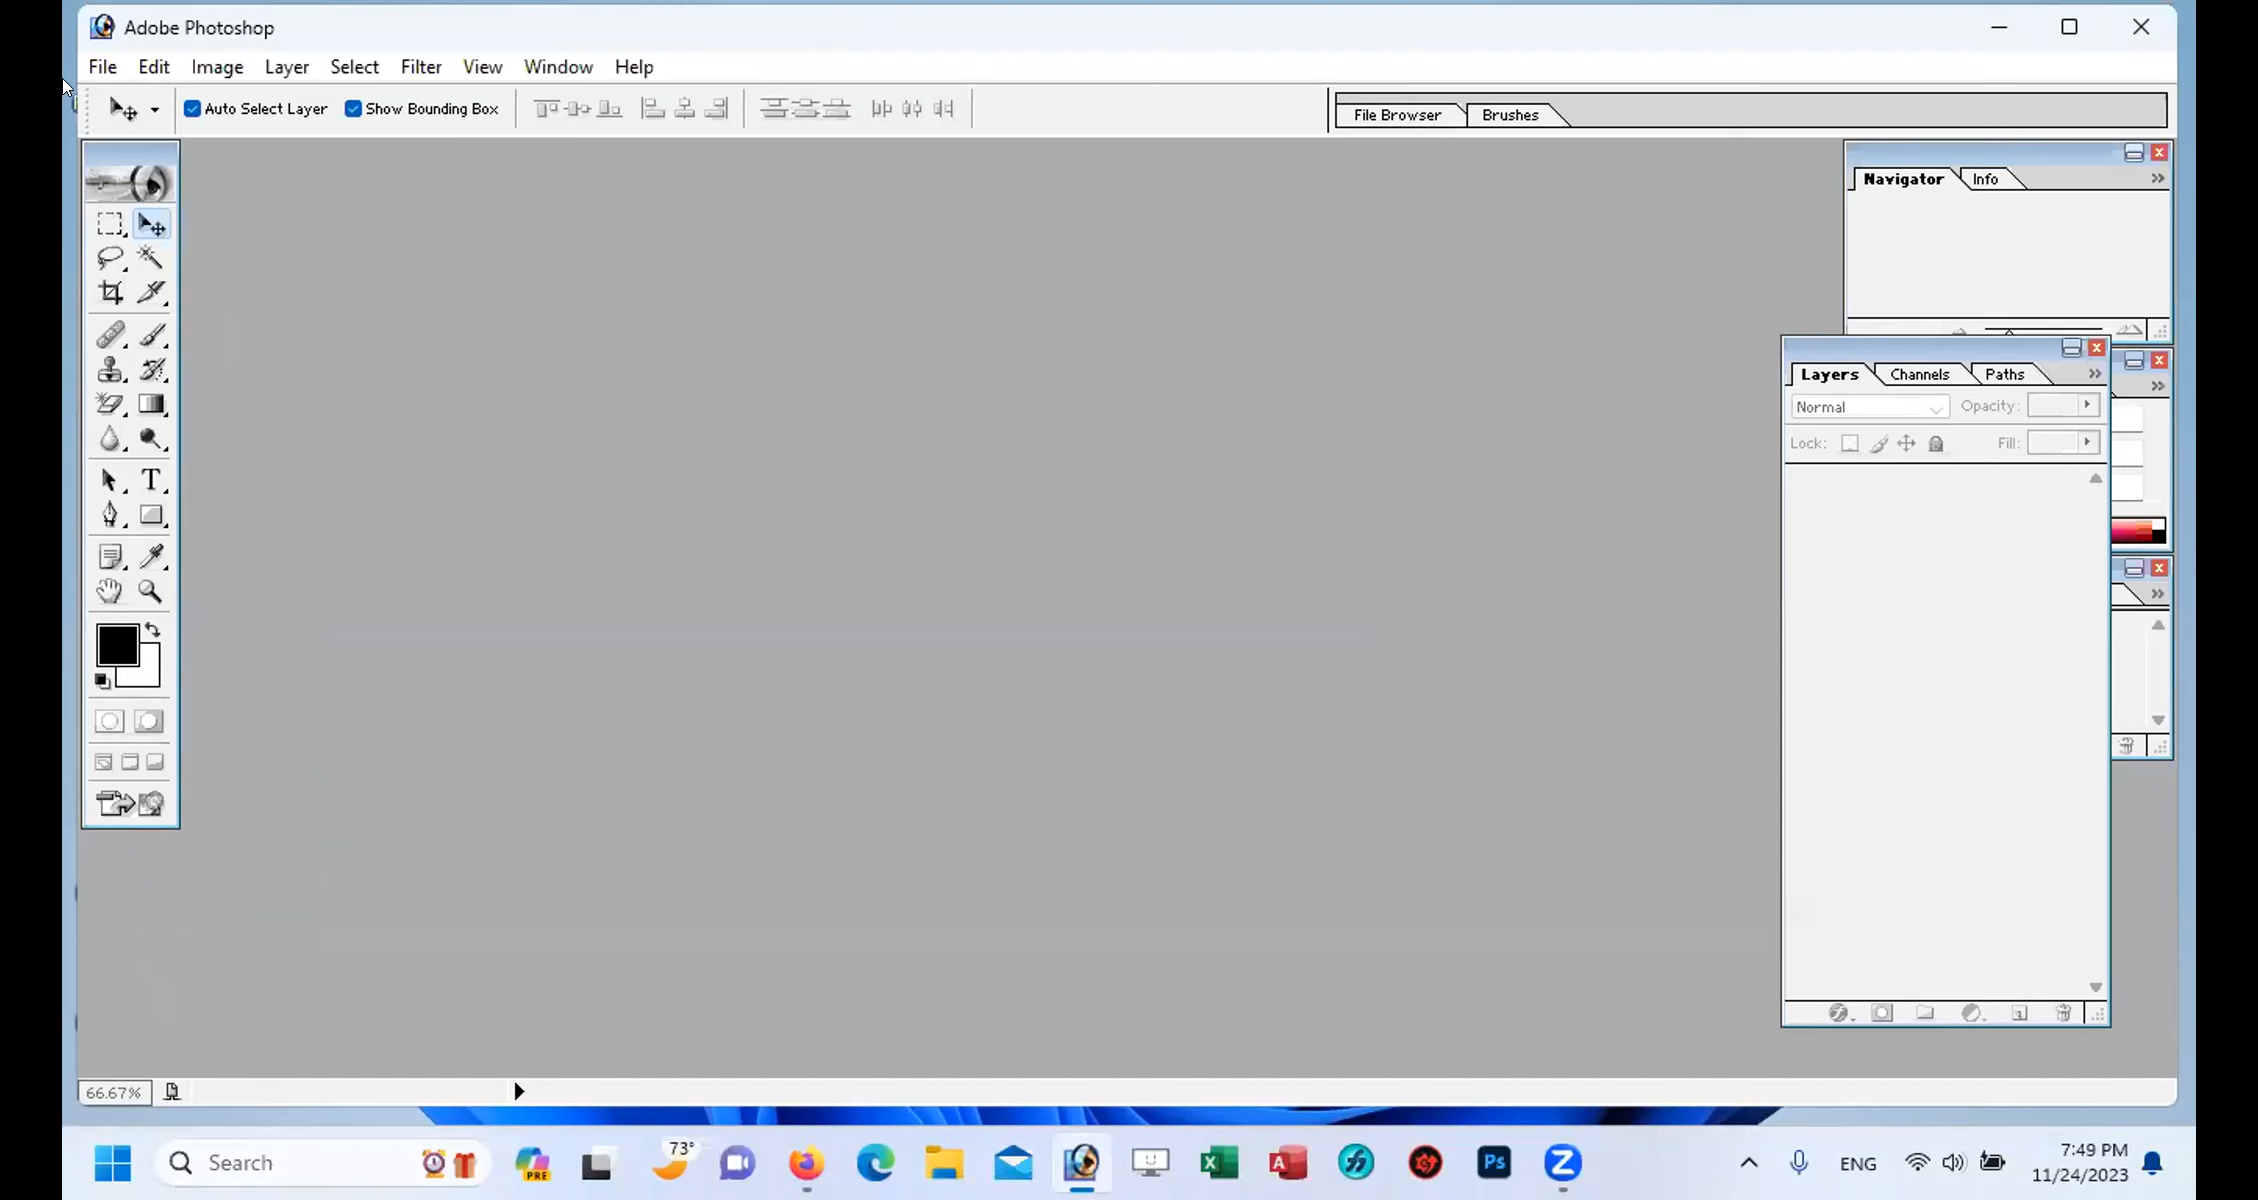 Adobe Photoshop
File Edit Image Layer Select Filter View Window Help
Auto Select Layer Show Bounding Box File Browser Brushes
Navigator Info
Layers Channels Paths
Normal Opacity:
Lock: Fill:
T
66.67%
Search
PRE
73°
Ps
Z
ENG
7:49 PM
11/24/2023